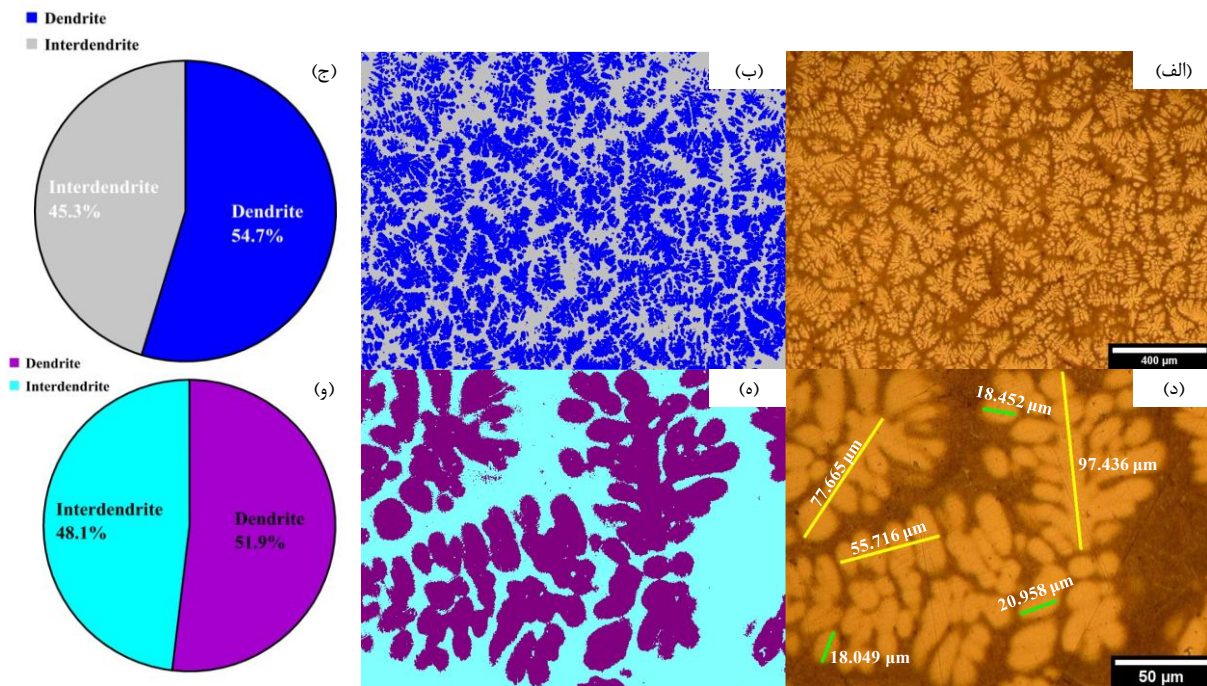 Dendrite
Interdendrite
(ج)
Interdendrite
45.3%
Dendrite
54.7%
(ب)
(الف)
400 µm
Dendrite
Interdendrite
(و)
Interdendrite
48.1%
Dendrite
51.9%
(ه)
(د)
18.452 µm
77.665 µm
97.436 µm
55.716 µm
20.958 µm
18.049 µm
50 µm